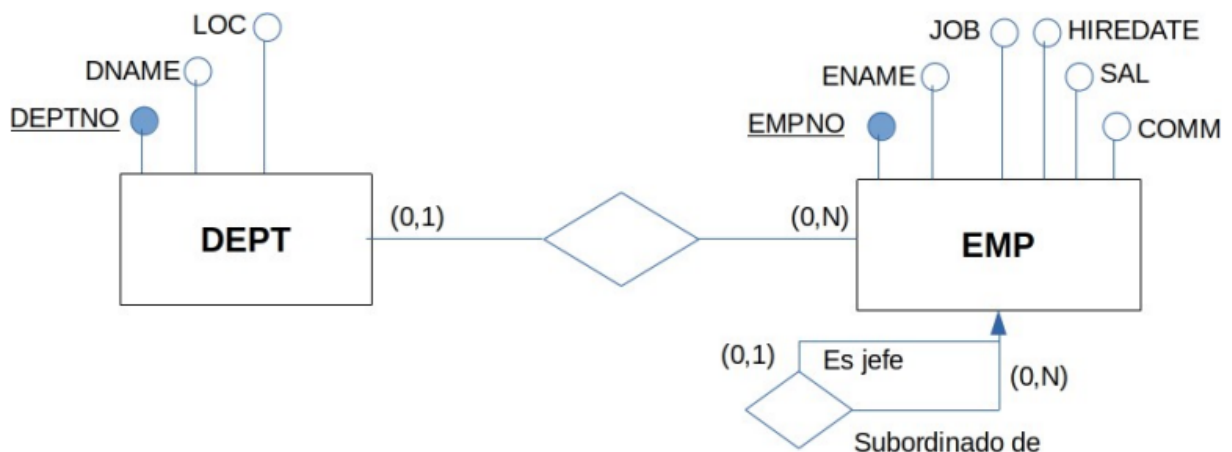 LOC
DNAME
DEPTNO
JOB
HIREDATE
ENAME
SAL
EMPNO
COMM
DEPT
(0,1)
(0,N)
EMP
(0,1)
Es jefe
(0,N)
Subordinado de